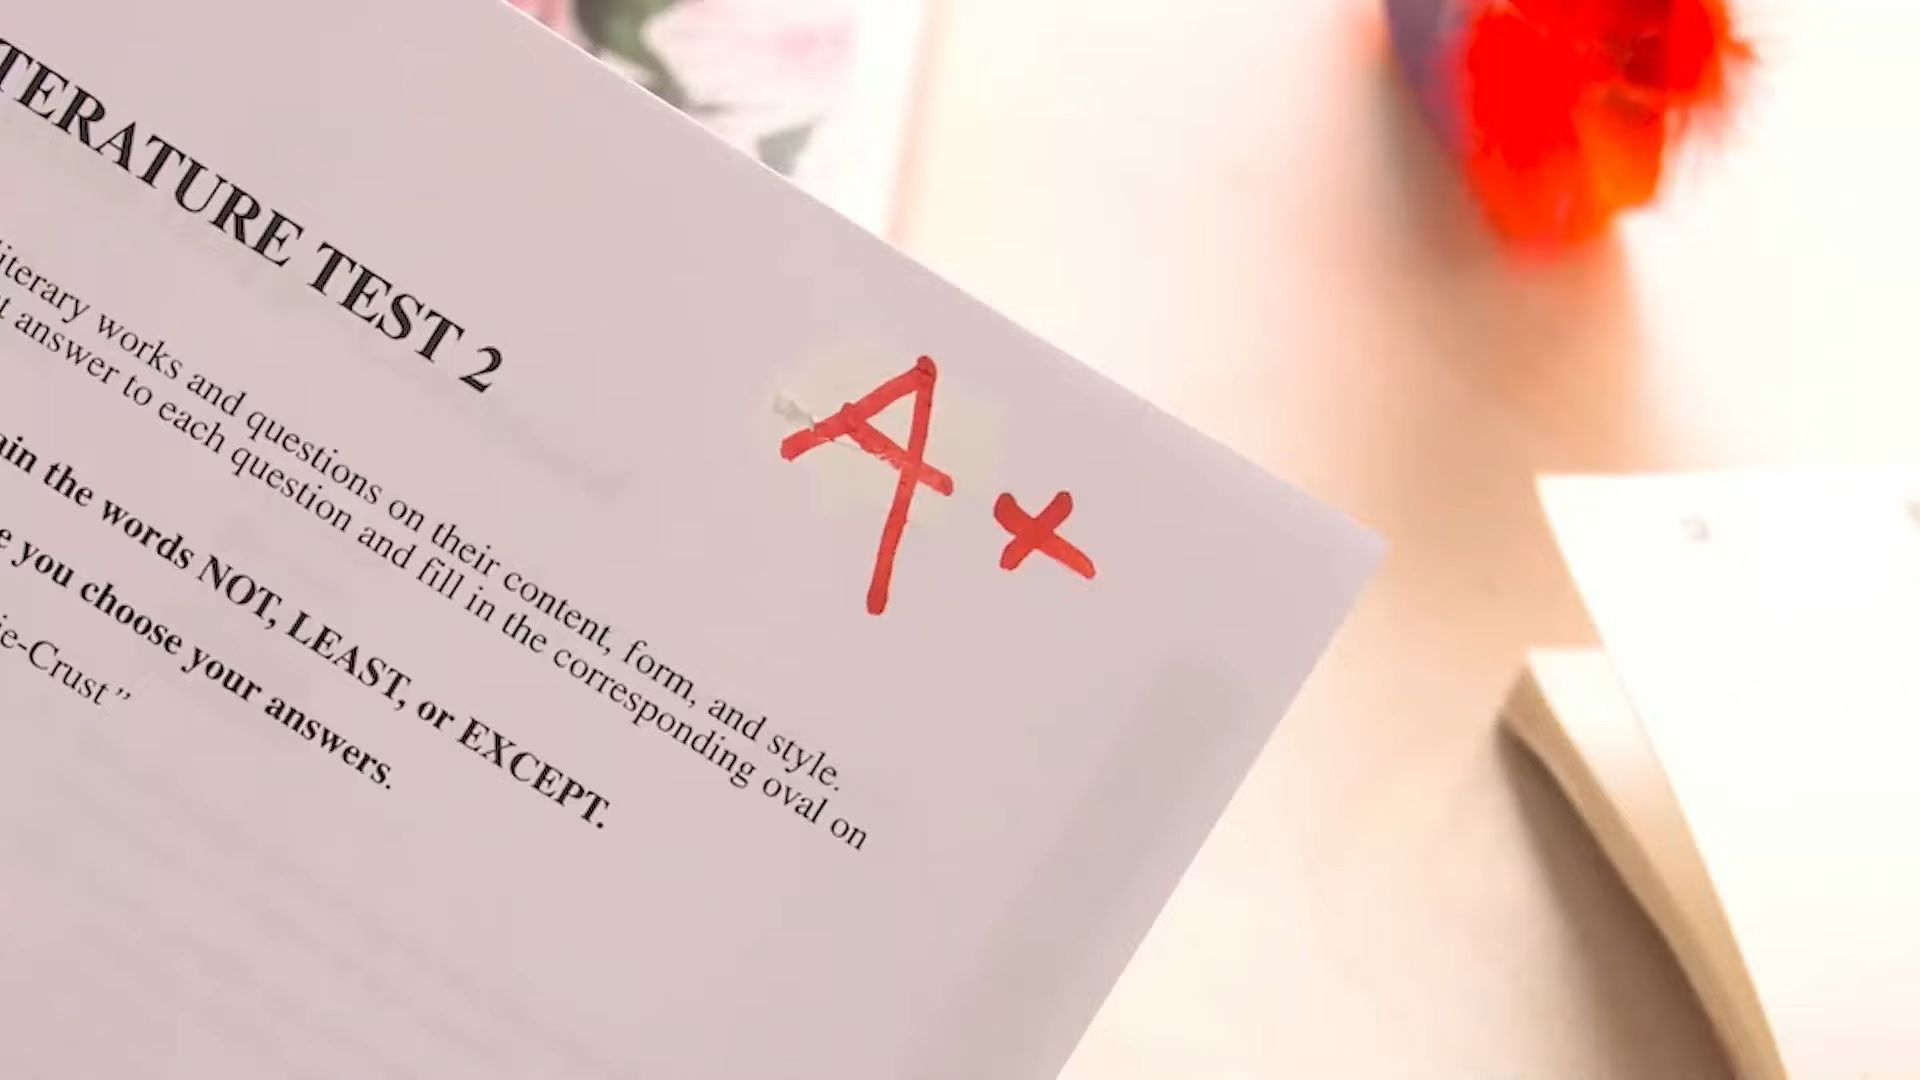 TERATURE TEST 2
A+
iterary works and questions on their content, form, and style.
t answer to each question and fill in the corresponding oval on
ain the words NOT, LEAST, or EXCEPT.
e you choose your answers.
ie-Crust”